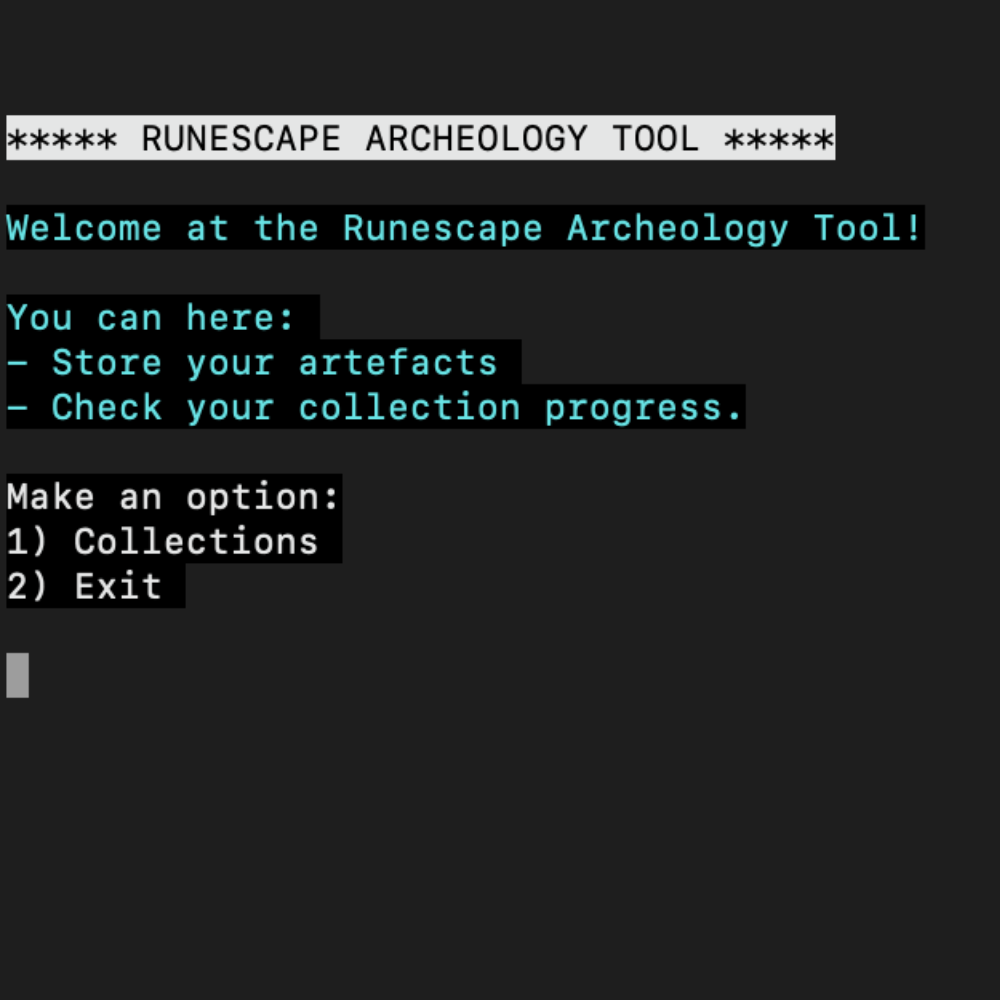 ***** RUNESCAPE ARCHEOLOGY TOOL *****
Welcome at the Runescape Archeology Tool!
You can here:
– Store your artefacts
– Check your collection progress.
Make an option:
1) Collections
2) Exit